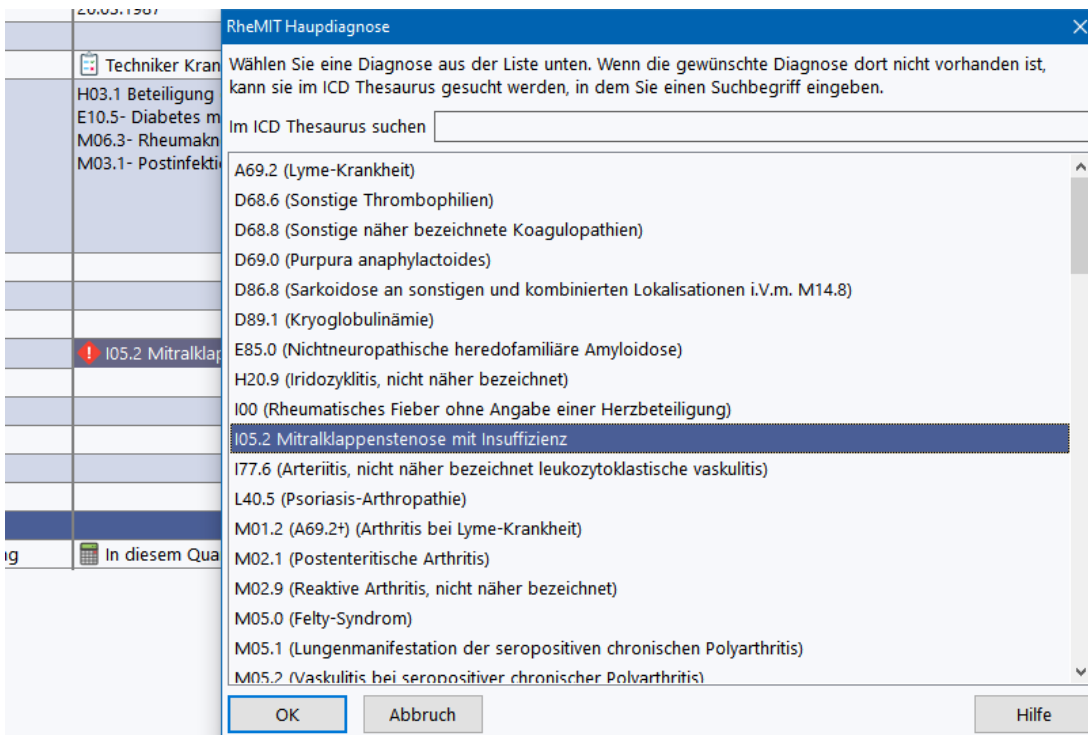 RheMIT Haupdiagnose
Wählen Sie eine Diagnose aus der Liste unten. Wenn die gewünschte Diagnose dort nicht vorhanden ist,
kann sie im ICD Thesaurus gesucht werden, in dem Sie einen Suchbegriff eingeben.
Im ICD Thesaurus suchen
A69.2 (Lyme-Krankheit)
D68.6 (Sonstige Thrombophilien)
D68.8 (Sonstige näher bezeichnete Koagulopathien)
D69.0 (Purpura anaphylactoides)
D86.8 (Sarkoidose an sonstigen und kombinierten Lokalisationen i.V.m. M14.8)
D89.1 (Kryoglobulinämie)
E85.0 (Nichtneuropathische heredofamiliäre Amyloidose)
H20.9 (Iridozyklitis, nicht näher bezeichnet)
I00 (Rheumatisches Fieber ohne Angabe einer Herzbeteiligung)
I05.2 Mitralklappenstenose mit Insuffizienz
I77.6 (Arteriitis, nicht näher bezeichnet leukozytoklastische vaskulitis)
L40.5 (Psoriasis-Arthropathie)
M01.2 (A69.2+) (Arthritis bei Lyme-Krankheit)
M02.1 (Postenteritische Arthritis)
M02.9 (Reaktive Arthritis, nicht näher bezeichnet)
M05.0 (Felty-Syndrom)
M05.1 (Lungenmanifestation der seropositiven chronischen Polyarthritis)
M05.2 (Vaskulitis bei seropositiver chronischer Polyarthritis)
OK Abbruch Hilfe
Techniker Kran
H03.1 Beteiligung
E10.5- Diabetes m
M06.3- Rheumakn
M03.1- Postinfekti
I05.2 Mitralklap
In diesem Qua